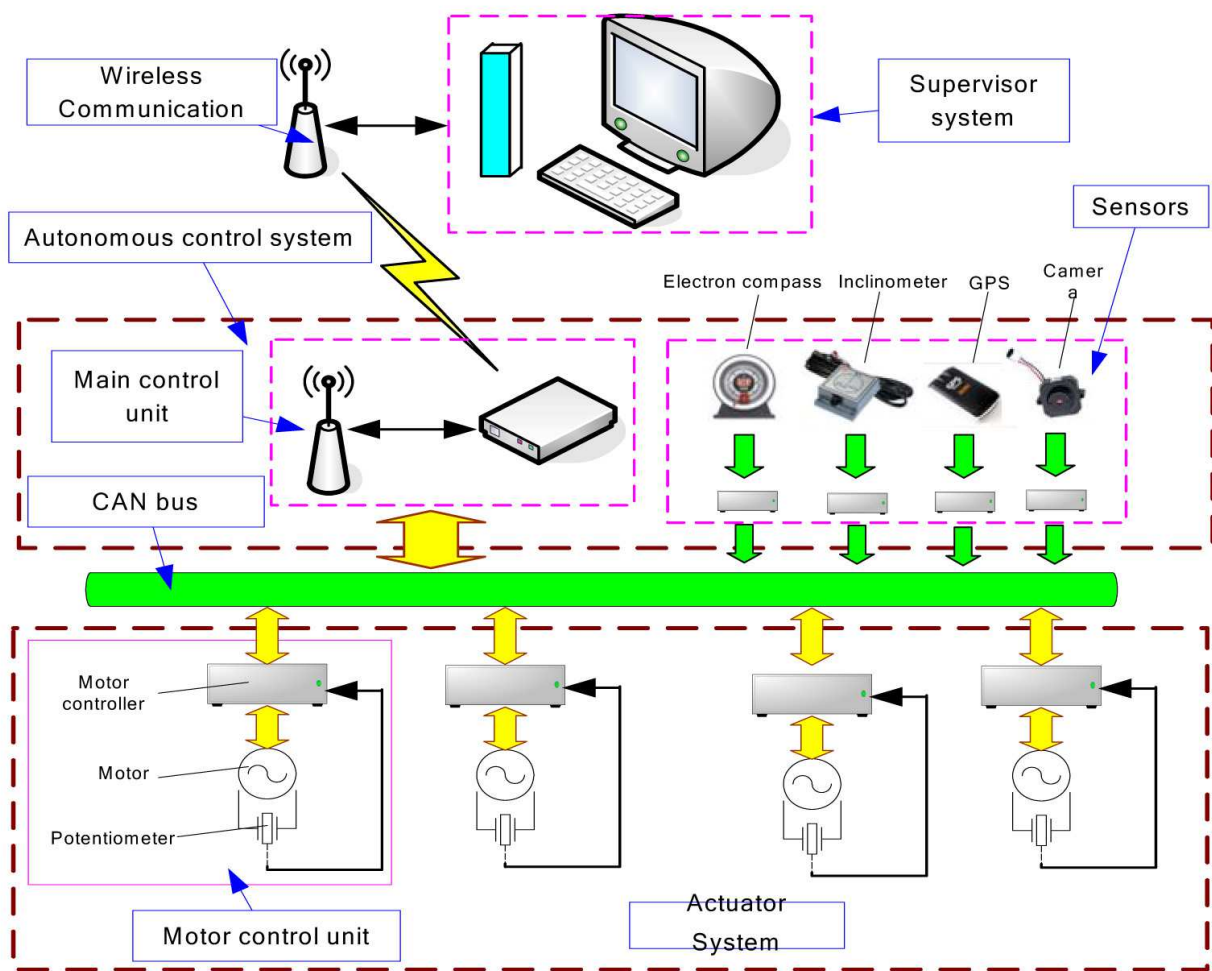 Wireless
Communication
Supervisor
system
Autonomous control system
Sensors
Electron compass
Inclinometer
GPS
Camer
a
Main control
unit
CAN bus
Motor
controller
Motor
Potentiometer
Motor control unit
Actuator
System